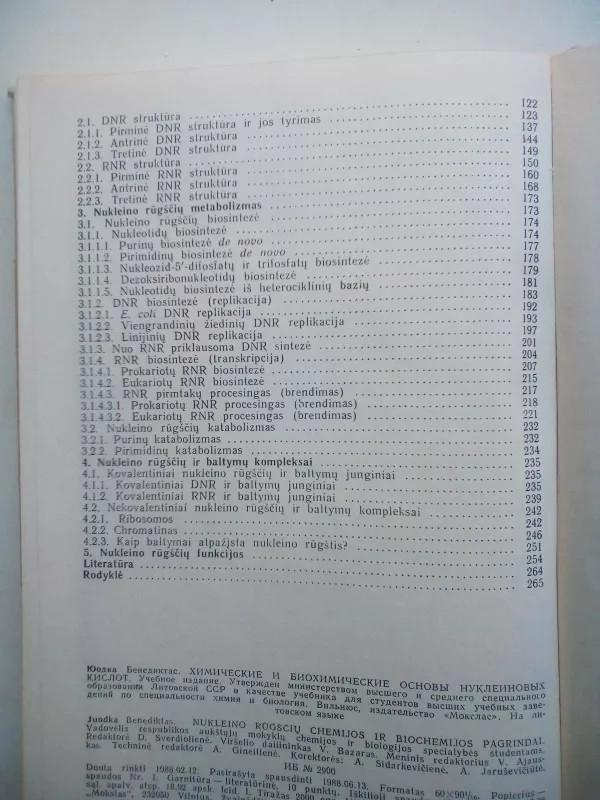 2.1. DNR struktūra 122
2.1.1. Pirminė DNR struktūra ir jos tyrimas 123
2.1.2. Antrinė DNR struktūra 137
2.1.3. Tretinė DNR struktūra 144
2.2. RNR struktūra 149
2.2.1. Pirminė RNR struktūra 150
2.2.2. Antrinė RNR struktūra 160
2.2.3. Tretinė RNR struktūra 168
3. Nukleino rūgščių metabolizmas 173
3.1. Nukleino rūgščių biosintezė 173
3.1.1. Nukleotidų biosintezė 174
3.1.1.1. Purinų biosintezė de novo 174
3.1.1.2. Pirimidinų biosintezė de novo 177
3.1.1.3. Nukleozid-5'-difosfatų ir trifosfatų biosintezė 178
3.1.1.4. Dezoksiribonukleotidų biosintezė 179
3.1.1.5. Nukleotidų biosintezė iš heterociklinių bazių 181
3.1.2. DNR biosintezė (replikacija) 183
3.1.2.1. E. coli DNR replikacija 192
3.1.2.2. Viengrandinių žiedinių DNR replikacija 193
3.1.2.3. Linijinių DNR replikacija 197
3.1.3. Nuo RNR priklausoma DNR sintezė 201
3.1.4. RNR biosintezė (transkripcija) 204
3.1.4.1. Prokariotų RNR biosintezė 207
3.1.4.2. Eukariotų RNR biosintezė 215
3.1.4.3. RNR pirmtakų procesingas (brendimas) 217
3.1.4.3.1. Prokariotų RNR procesingas (brendimas) 218
3.1.4.3.2. Eukariotų RNR procesingas (brendimas) 221
3.2. Nukleino rūgščių katabolizmas 232
3.2.1. Purinų katabolizmas 232
3.2.2. Pirimidinų katabolizmas 234
4. Nukleino rūgščių ir baltymų kompleksai 235
4.1. Kovalentiniai nukleino rūgščių ir baltymų junginiai 235
4.1.1. Kovalentiniai DNR ir baltymų junginiai 235
4.1.2. Kovalentiniai RNR ir baltymų junginiai 239
4.2. Nekovalentiniai nukleino rūgščių ir baltymų kompleksai 242
4.2.1. Ribosomos 242
4.2.2. Chromatinas 246
4.2.3. Kaip baltymai atpažįsta nukleino rūgštis? 251
5. Nukleino rūgščių funkcijos 254
Literatūra 264
Rodyklė 265
Юодка Бенедиктас. ХИМИЧЕСКИЕ И БИОХИМИЧЕСКИЕ ОСНОВЫ НУКЛЕИНОВЫХ
КИСЛОТ. Учебное издание. Утвержден министерством высшего и среднего специального
образования Литовской ССР в качестве учебника для студентов высших учебных заве-
дений по специальности химия и биология. Вильнюс, издательство «Мокслас». На ли-
товском языке
Juodka Benediktas. NUKLEINO RŪGŠČIŲ CHEMIJOS IR BIOCHEMIJOS PAGRINDAI.
Vadovėlis respublikos aukštųjų mokyklų chemijos ir biologijos specialybės studentams.
Redaktorė D. Sverdiolienė. Viršelio dailininkas V. Bazaras. Meninis redaktorius V. Ajaus-
kas. Techninė redaktorė A. Gineilienė. Korektorės: A. Sidarkevičienė, A. Jaruševičiūtė.
ИБ № 2900
Duota rinkti 1986.02.12. Pasirašyta spausdinti 1988.06.13. Formatas 60×90¹/₁₆. Popierius —
spaudos Nr. 1. Garnitūra — literatūrinė, 10 punktų. Iškilioji spauda.
sąl. spalv. atsp. 18,92 apsk. leid. l. Tiražas 2000
"Mokslas", 232050 Vilnius,